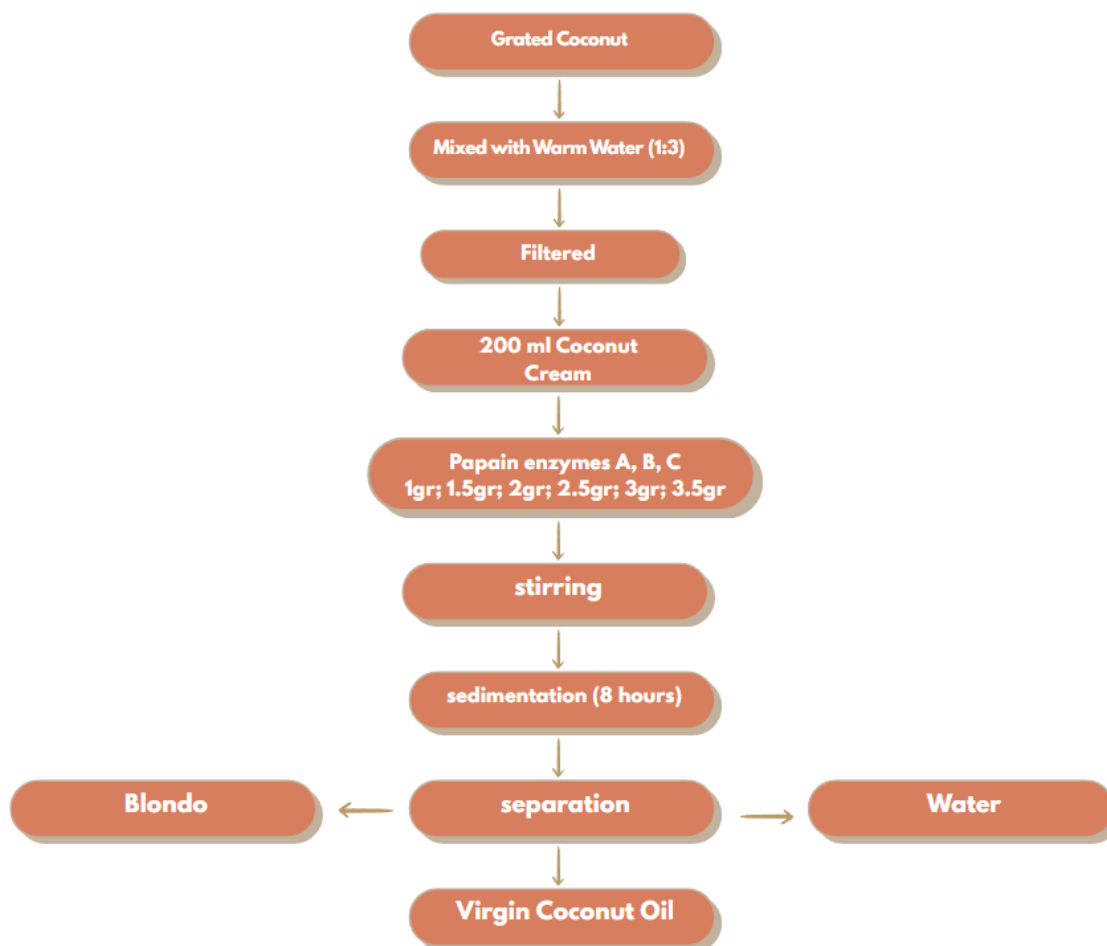 Grated Coconut
Mixed with Warm Water (1:3)
Filtered
200 ml Coconut
Cream
Papain enzymes A, B, C
1gr; 1.5gr; 2gr; 2.5gr; 3gr; 3.5gr
stirring
sedimentation (8 hours)
Blondo
separation
Water
Virgin Coconut Oil